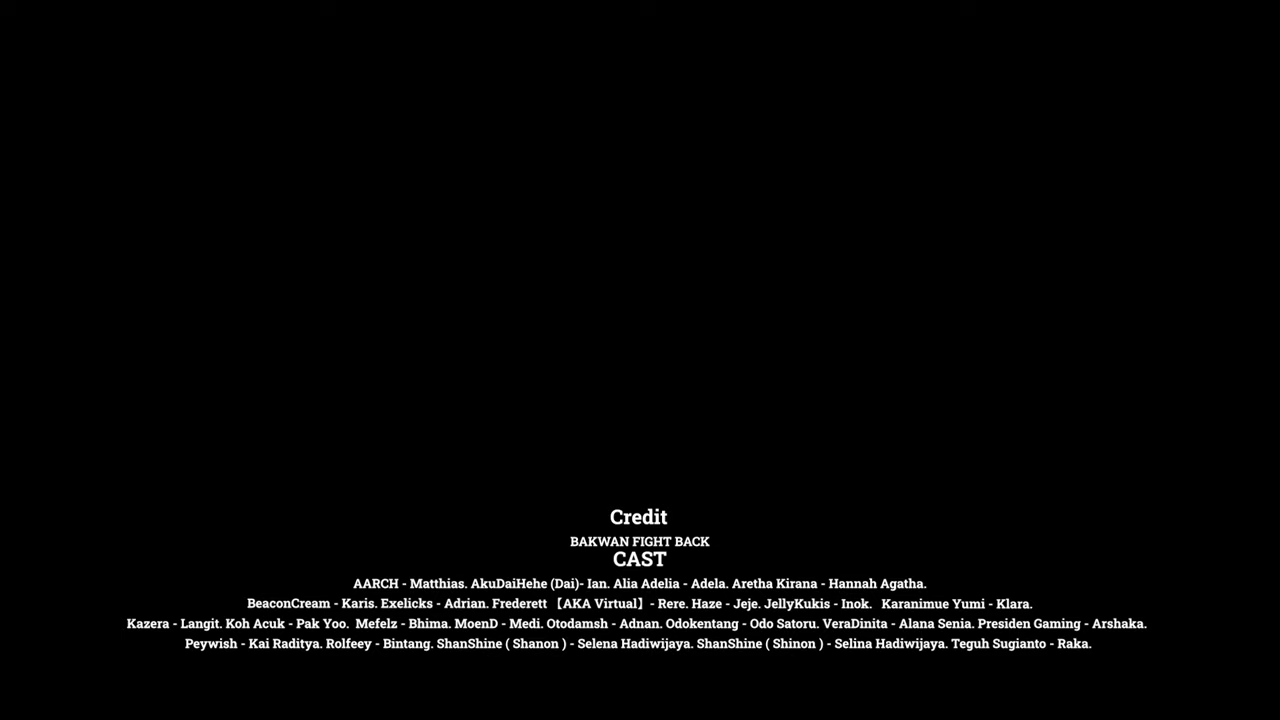 Credit
BAKWAN FIGHT BACK
CAST
AARCH - Matthias. AkuDaiHehe (Dai)- Ian. Alia Adelia - Adela. Aretha Kirana - Hannah Agatha.
BeaconCream - Karis. Exelicks - Adrian. Frederett 【AKA Virtual】- Rere. Haze - Jeje. JellyKukis - Inok.   Karanimue Yumi - Klara.
Kazera - Langit. Koh Acuk - Pak Yoo.  Mefelz - Bhima. MoenD - Medi. Otodamsh - Adnan. Odokentang - Odo Satoru. VeraDinita - Alana Senia. Presiden Gaming - Arshaka.
Peywish - Kai Raditya. Rolfeey - Bintang. ShanShine ( Shanon ) - Selena Hadiwijaya. ShanShine ( Shinon ) - Selina Hadiwijaya. Teguh Sugianto - Raka.